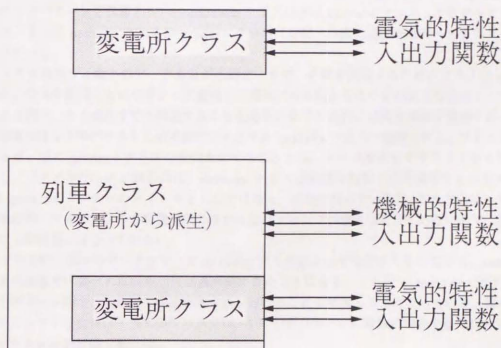 変電所クラス
電気的特性
入出力関数
列車クラス
(変電所から派生)
機械的特性
入出力関数
変電所クラス
電気的特性
入出力関数